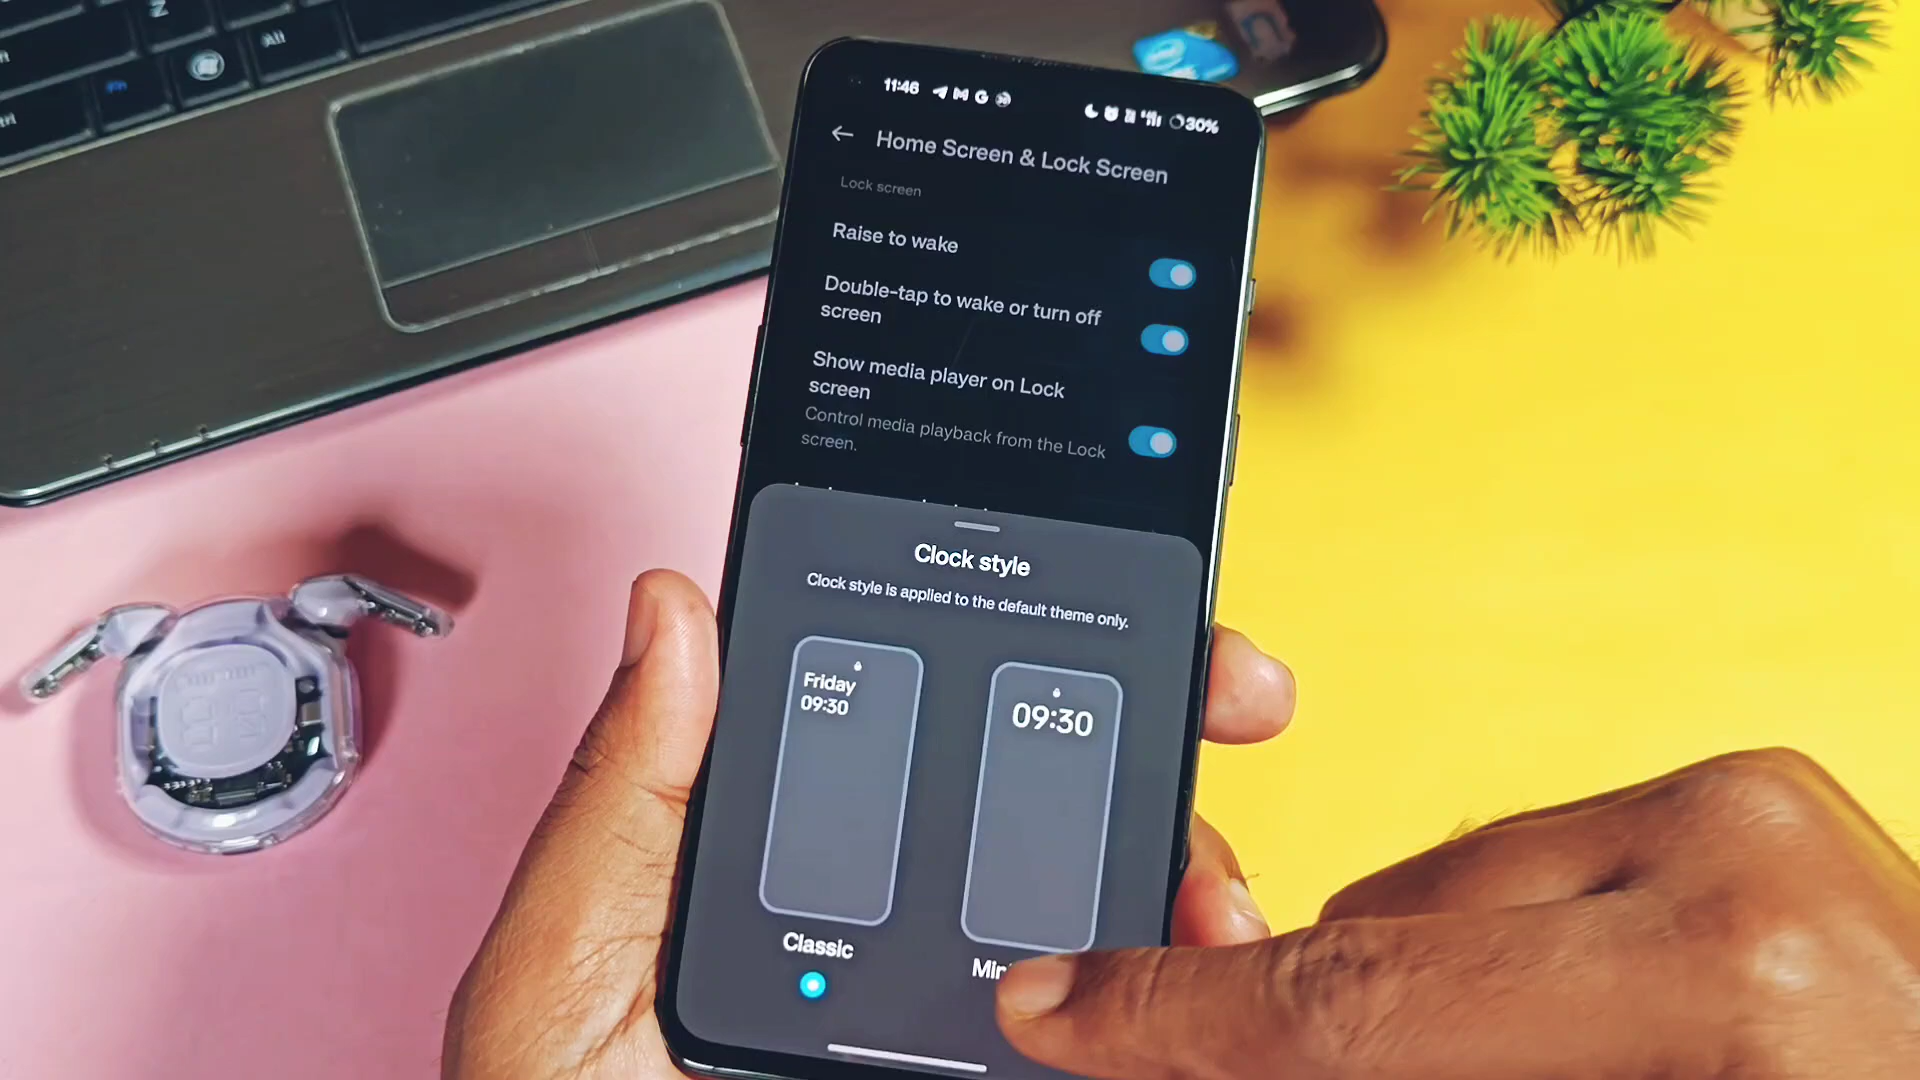 Z
Alt
Fn
11:46
30%
Home Screen & Lock Screen
Lock screen
Raise to wake
Double-tap to wake or turn off
screen
Show media player on Lock
screen
Control media playback from the Lock
screen.
Clock style
Clock style is applied to the default theme only.
Friday
09:30
09:30
Classic